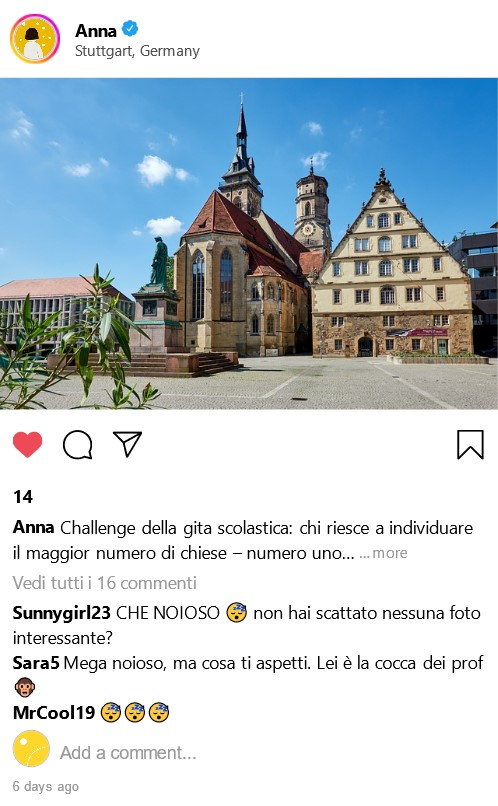 Anna
Stuttgart, Germany
14
Anna Challenge della gita scolastica: chi riesce a individuare
il maggior numero di chiese – numero uno... ... more
Vedi tutti i 16 commenti
Sunnygirl23 CHE NOIOSO 😴 non hai scattato nessuna foto
interessante?
Sara5 Mega noioso, ma cosa ti aspetti. Lei è la cocca dei prof
🐵
MrCool19 😴😴😴
Add a comment...
6 days ago